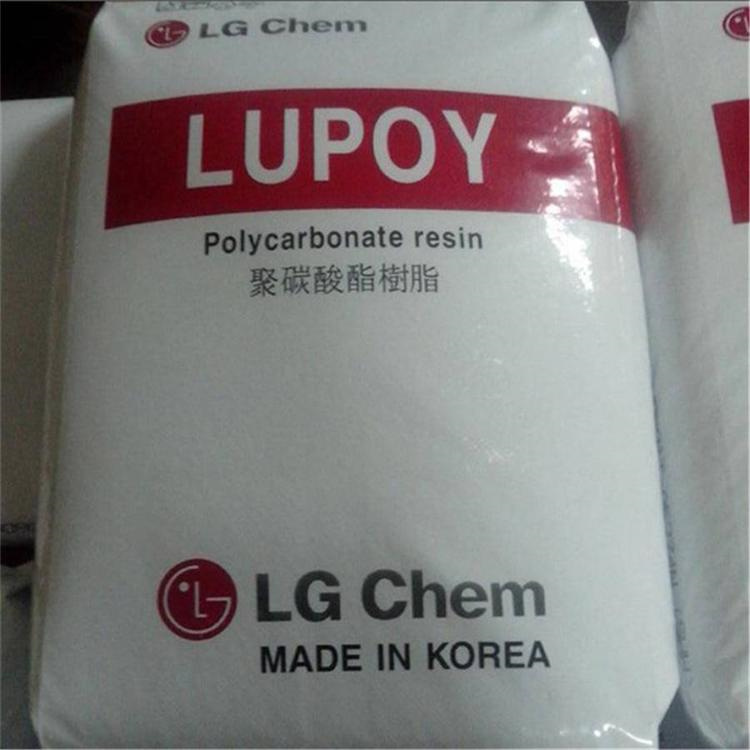 LG Chem
LUPOY
Polycarbonate resin
聚碳酸酯樹脂
LG Chem
MADE IN KOREA